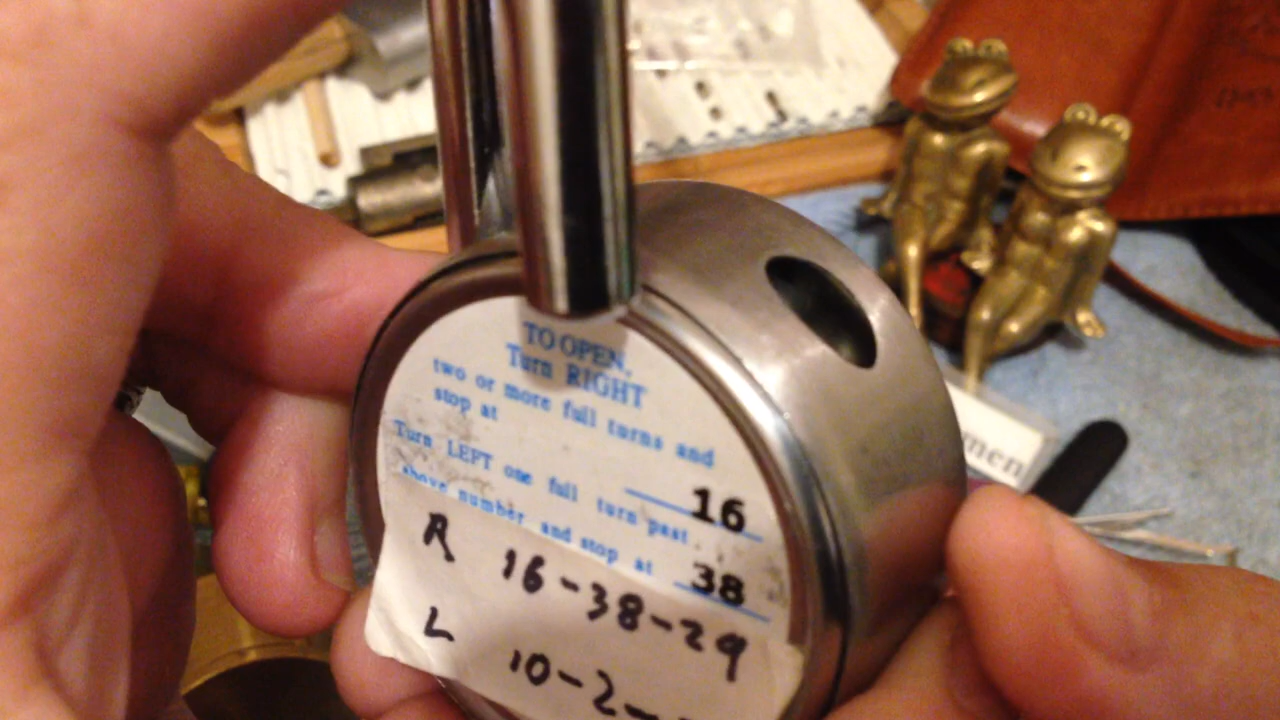 TO OPEN.
Turn RIGHT
two or more full turns and
stop at 16
Turn LEFT one full turn past
above number and stop at 38
R 16-38-29
L 10-2-
men